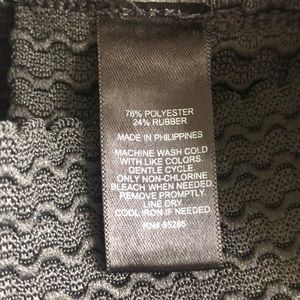 76% POLYESTER
24% RUBBER
MADE IN PHILIPPINES
MACHINE WASH COLD
WITH LIKE COLORS
GENTLE CYCLE.
ONLY NON-CHLORINE
BLEACH WHEN NEEDED.
REMOVE PROMPTLY.
LINE DRY
COOL IRON IF NEEDED
RN# 85285